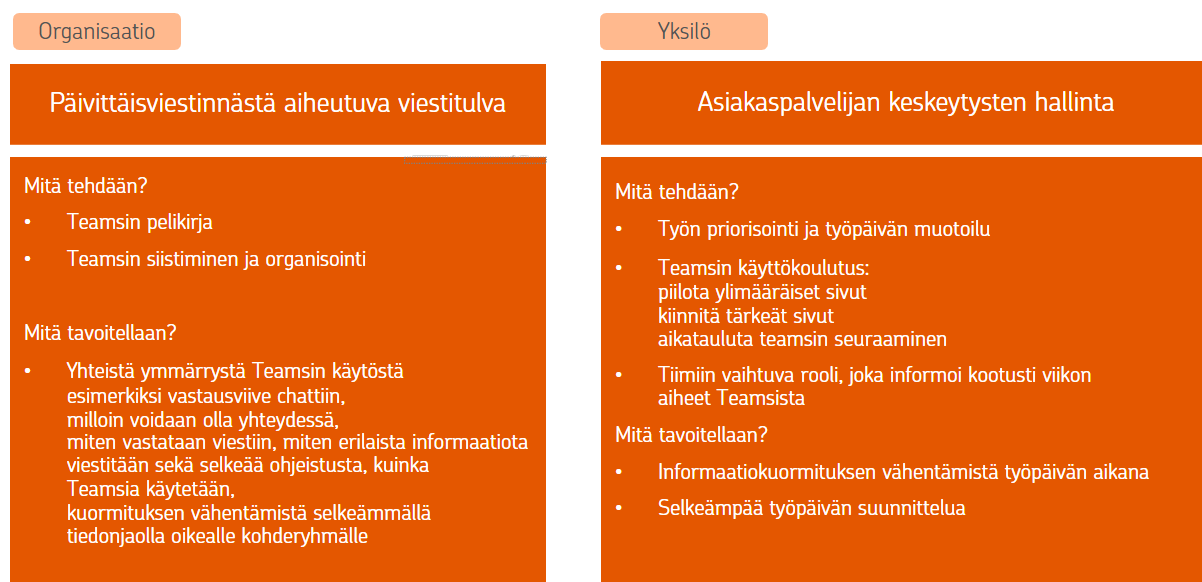 Organisaatio
Päivittäisviestinnästä aiheutuva viestitulva
Mitä tehdään?
• Teamsin pelikirja
• Teamsin siistiminen ja organisointi
Mitä tavoitellaan?
• Yhteistä ymmärrystä Teamsin käytöstä
esimerkiksi vastausviive chattiin,
milloin voidaan olla yhteydessä,
miten vastataan viestiin, miten erilaista informaatiota
viestitään sekä selkeää ohjeistusta, kuinka
Teamsia käytetään,
kuormituksen vähentämistä selkeämmällä
tiedonjaolla oikealle kohderyhmälle
Yksilö
Asiakaspalvelijan keskeytysten hallinta
Mitä tehdään?
• Työn priorisointi ja työpäivän muotoilu
• Teamsin käyttökoulutus:
piilota ylimääräiset sivut
kiinnitä tärkeät sivut
aikatauluta teamsin seuraaminen
• Tiimiin vaihtuva rooli, joka informoi kootusti viikon
aiheet Teamsista
Mitä tavoitellaan?
• Informaatiokuormituksen vähentämistä työpäivän aikana
• Selkeämpää työpäivän suunnittelua